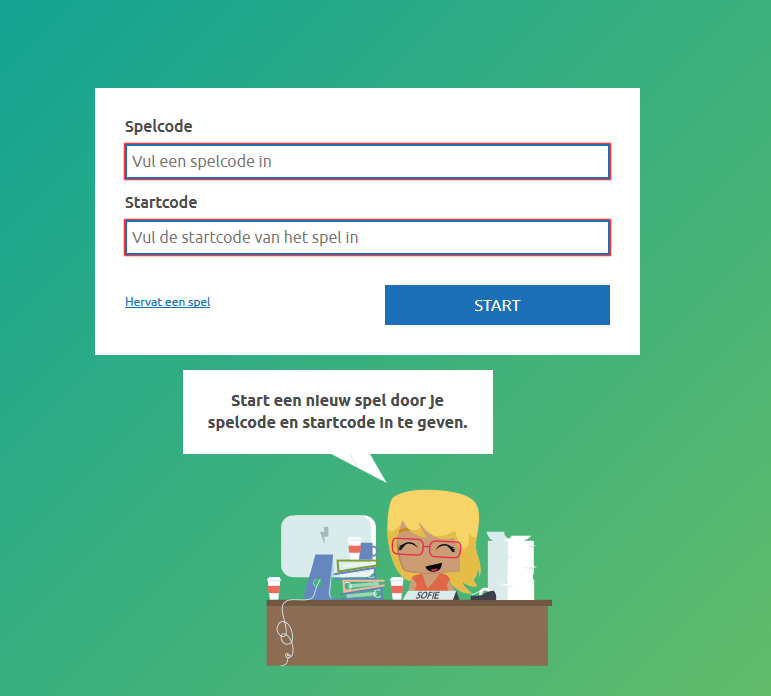 Spelcode
Vul een spelcode in
Startcode
Vul de startcode van het spel in
Hervat een spel
START
Start een nieuw spel door je
spelcode en startcode in te geven.
SOFIE